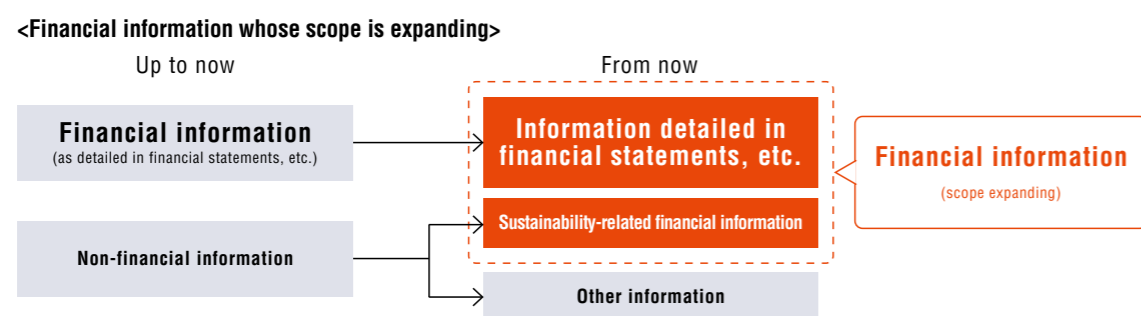 <Financial information whose scope is expanding>
Up to now
From now
Financial information
(as detailed in financial statements, etc.)
Non-financial information
Information detailed in
financial statements, etc.
Sustainability-related financial information
Other information
Financial information
(scope expanding)